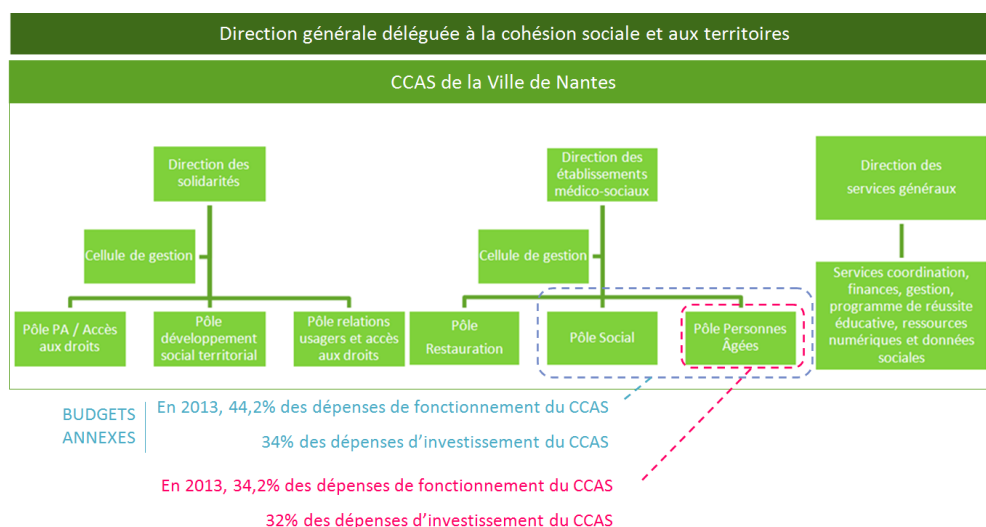 Direction générale déléguée à la cohésion sociale et aux territoires
CCAS de la Ville de Nantes
Direction des
solidarités
Cellule de gestion
Pôle PA / Accès
aux droits
Pôle
développement
social territorial
Pôle relations
usagers et accès
aux droits
Direction des
établissements
médico-sociaux
Cellule de gestion
Pôle
Restauration
Pôle Social
Pôle Personnes
Âgées
Direction des
services généraux
Services coordination,
finances, gestion,
programme de réussite
éducative, ressources
numériques et données
sociales
BUDGETS
ANNEXES
En 2013, 44,2% des dépenses de fonctionnement du CCAS
34% des dépenses d’investissement du CCAS
En 2013, 34,2% des dépenses de fonctionnement du CCAS
32% des dépenses d’investissement du CCAS